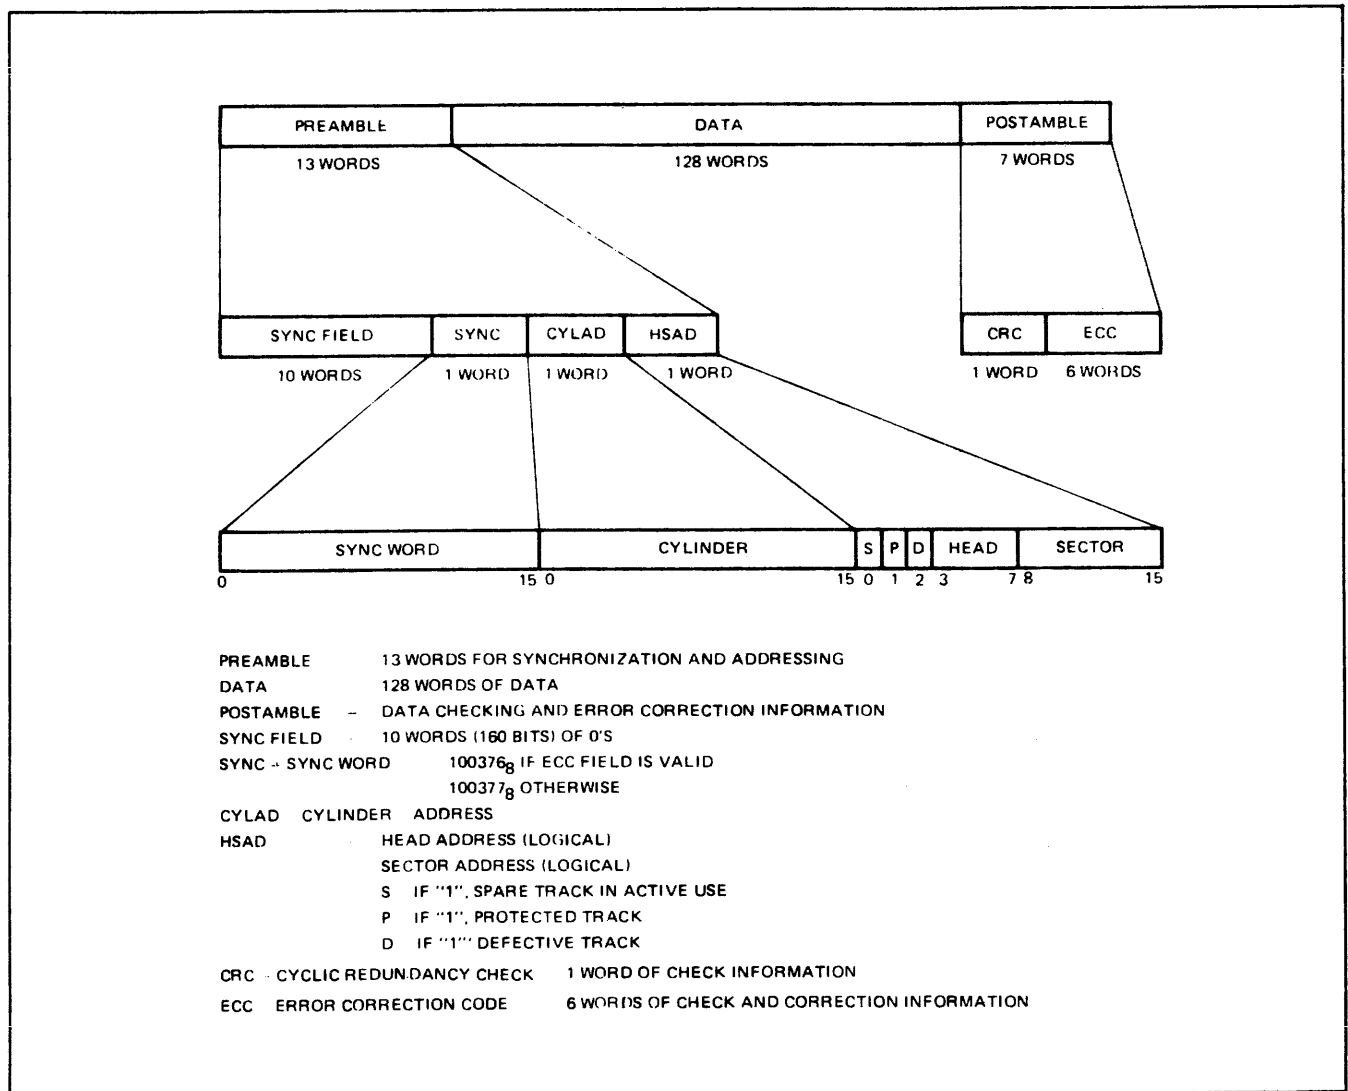 PREAMBLE DATA POSTAMBLE
13 WORDS 128 WORDS 7 WORDS
SYNC FIELD SYNC CYLAD HSAD CRC ECC
10 WORDS 1 WORD 1 WORD 1 WORD 1 WORD 6 WORDS
SYNC WORD CYLINDER S P D HEAD SECTOR
0 15 0 15 0 1 2 3 7 8 15
PREAMBLE 13 WORDS FOR SYNCHRONIZATION AND ADDRESSING
DATA 128 WORDS OF DATA
POSTAMBLE – DATA CHECKING AND ERROR CORRECTION INFORMATION
SYNC FIELD 10 WORDS (160 BITS) OF 0'S
SYNC - SYNC WORD 100376₈ IF ECC FIELD IS VALID
100377₈ OTHERWISE
CYLAD CYLINDER ADDRESS
HSAD HEAD ADDRESS (LOGICAL)
SECTOR ADDRESS (LOGICAL)
S IF "1", SPARE TRACK IN ACTIVE USE
P IF "1", PROTECTED TRACK
D IF "1"' DEFECTIVE TRACK
CRC - CYCLIC REDUNDANCY CHECK 1 WORD OF CHECK INFORMATION
ECC ERROR CORRECTION CODE 6 WORDS OF CHECK AND CORRECTION INFORMATION